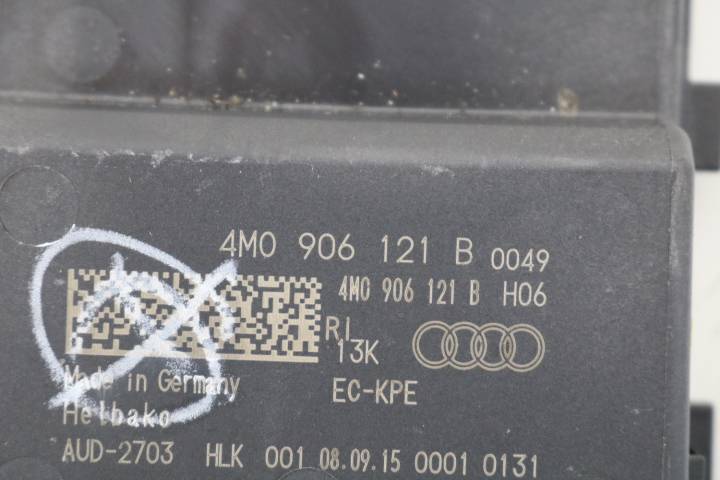 4M0 906 121 B 0049
4M0 906 121 B H06
RI
13K
Made in Germany
EC-KPE
Helbako
AUD-2703 HLK 001 08.09.15 0001 0131